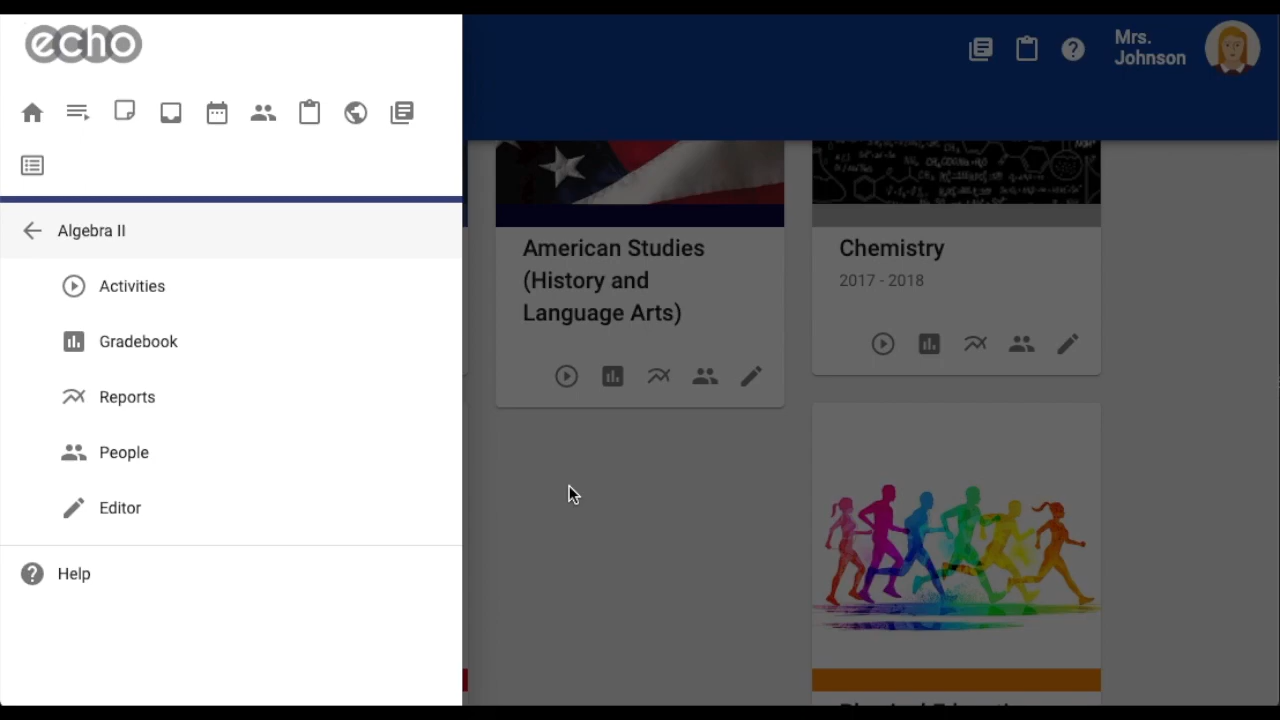 echo
Mrs.
Johnson
Algebra II
Activities
Gradebook
Reports
People
Editor
Help
American Studies
(History and
Language Arts)
Chemistry
2017 - 2018